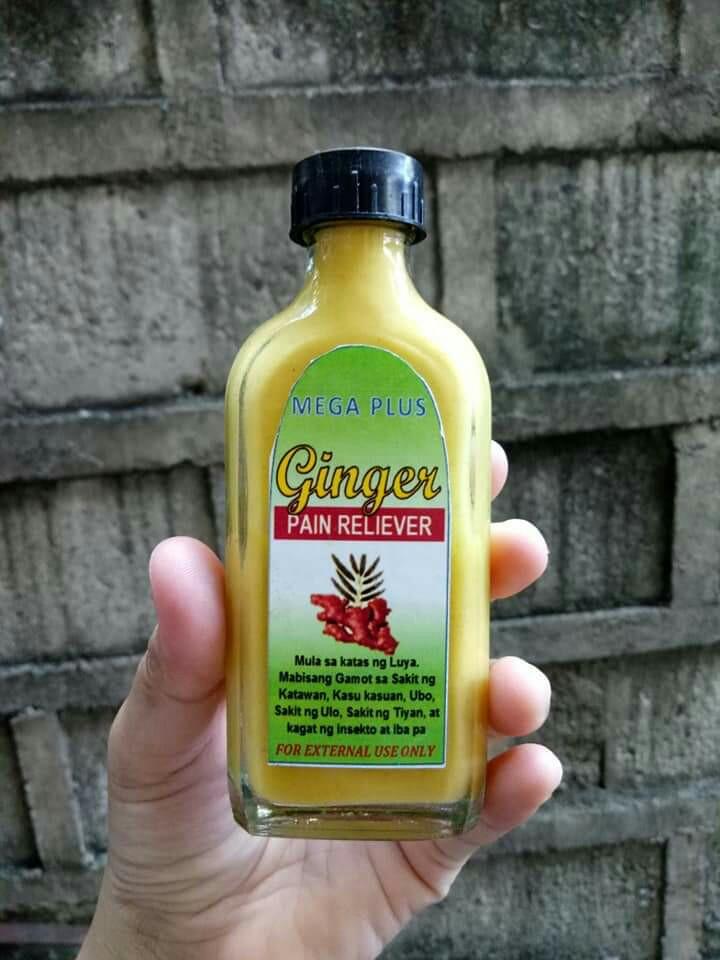 MEGA PLUS
Ginger
PAIN RELIEVER
Mula sa katas ng Luya.
Mabisang Gamot sa Sakit ng
Katawan, Kasu kasuan, Ubo,
Sakit ng Ulo, Sakit ng Tiyan, at
kagat ng insekto at iba pa
FOR EXTERNAL USE ONLY